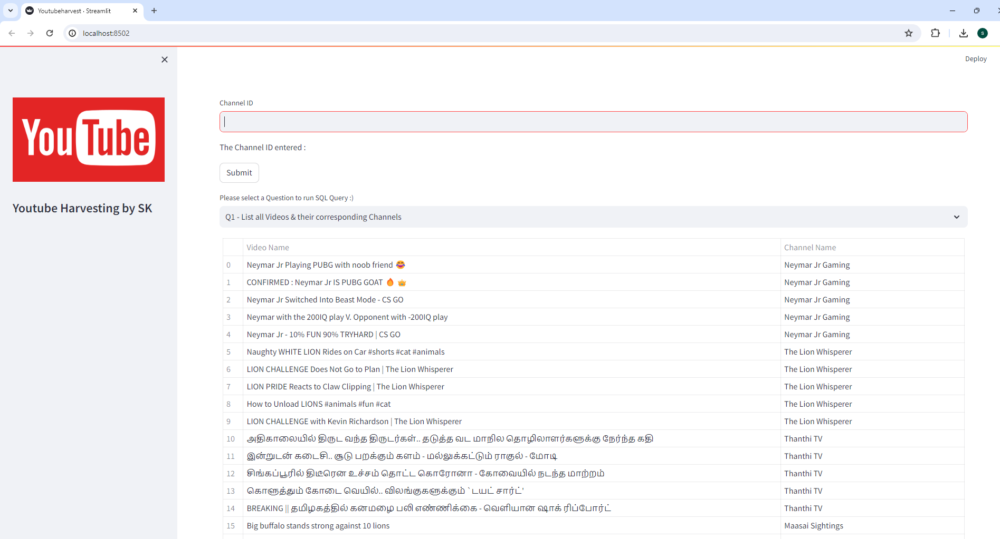 Youtubeharvest · Streamlit
localhost:8502
S
Deploy
YouTube
Youtube Harvesting by SK
Channel ID
The Channel ID entered :
Submit
Please select a Question to run SQL Query :)
Q1 - List all Videos & their corresponding Channels
Video Name Channel Name
0 Neymar Jr Playing PUBG with noob friend 😂 Neymar Jr Gaming
1 CONFIRMED : Neymar Jr IS PUBG GOAT 🔥 👑 Neymar Jr Gaming
2 Neymar Jr Switched Into Beast Mode - CS GO Neymar Jr Gaming
3 Neymar with the 200IQ play V. Opponent with -200IQ play Neymar Jr Gaming
4 Neymar Jr - 10% FUN 90% TRYHARD | CS GO Neymar Jr Gaming
5 Naughty WHITE LION Rides on Car #shorts #cat #animals The Lion Whisperer
6 LION CHALLENGE Does Not Go to Plan | The Lion Whisperer The Lion Whisperer
7 LION PRIDE Reacts to Claw Clipping | The Lion Whisperer The Lion Whisperer
8 How to Unload LIONS #animals #fun #cat The Lion Whisperer
9 LION CHALLENGE with Kevin Richardson | The Lion Whisperer The Lion Whisperer
10 அதிகாலையில் திருட வந்த திருடர்கள்.. தடுத்த வட மாநில தொழிலாளர்களுக்கு நேர்ந்த கதி Thanthi TV
11 இன்றுடன் கடைசி.. சூடு பறக்கும் களம் - மல்லுக்கட்டும் ராகுல் - மோடி Thanthi TV
12 சிங்கப்பூரில் திடீரென உச்சம் தொட்ட கொரோனா - கோவையில் நடந்த மாற்றம் Thanthi TV
13 கொளுத்தும் கோடை வெயில்.. விலங்குகளுக்கும் `டயட் சார்ட்' Thanthi TV
14 BREAKING || தமிழகத்தில் கனமழை பலி எண்ணிக்கை - வெளியான ஷாக் ரிப்போர்ட் Thanthi TV
15 Big buffalo stands strong against 10 lions Maasai Sightings